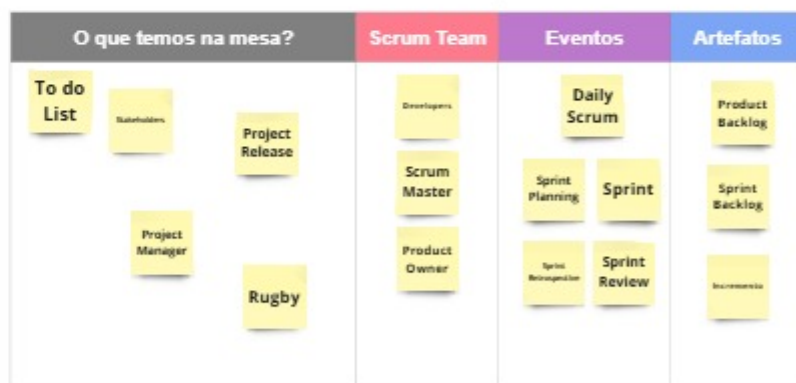 O que temos na mesa?
Scrum Team
Eventos
Artefatos
To do
List
Stakeholders
Project
Release
Project
Manager
Rugby
Developers
Scrum
Master
Product
Owner
Daily
Scrum
Sprint
Planning
Sprint
Sprint
Retrospective
Sprint
Review
Product
Backlog
Sprint
Backlog
Incremento